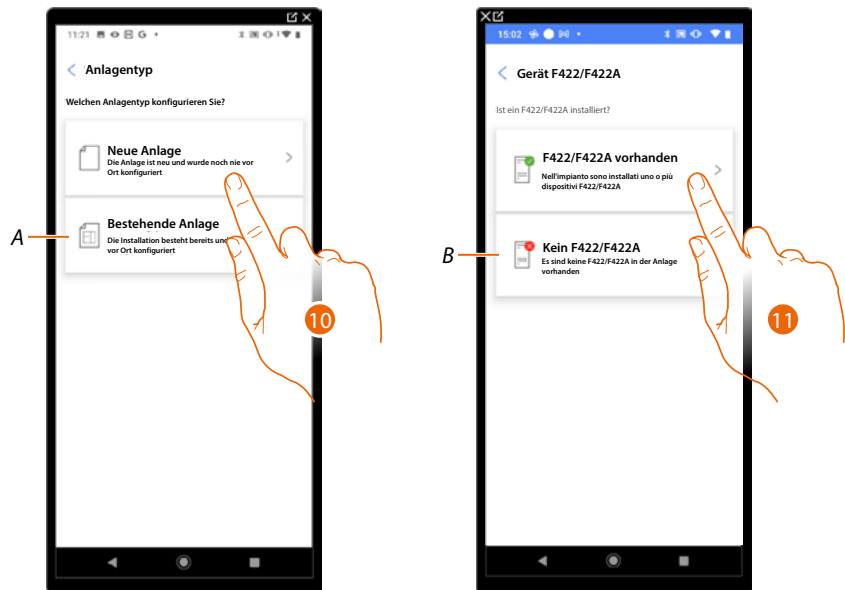 11:21
Anlagentyp
Welchen Anlagentyp konfigurieren Sie?
Neue Anlage
Die Anlage ist neu und wurde noch nie vor
Ort konfiguriert
A
Bestehende Anlage
Die Installation besteht bereits und
vor Ort konfiguriert
10
15:02
Gerät F422/F422A
Ist ein F422/F422A installiert?
F422/F422A vorhanden
Nell'impianto sono installati uno o più
dispositivi F422/F422A
B
Kein F422/F422A
Es sind keine F422/F422A in der Anlage
vorhanden
11